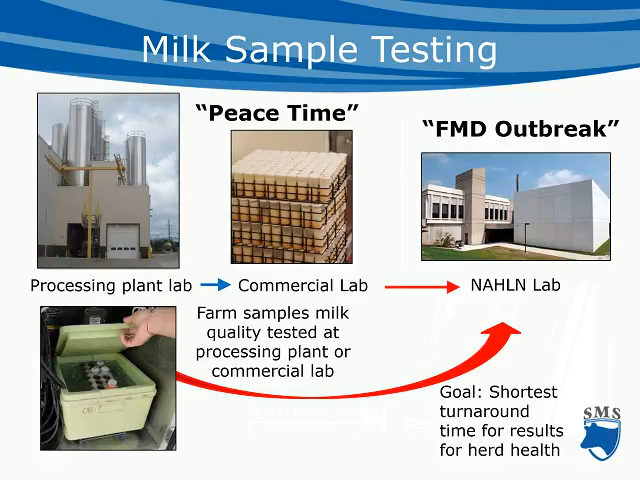 Milk Sample Testing
“Peace Time”
“FMD Outbreak”
Processing plant lab
Commercial Lab
NAHLN Lab
Farm samples milk
quality tested at
processing plant or
commercial lab
Goal: Shortest
turnaround
time for results
for herd health
SMS